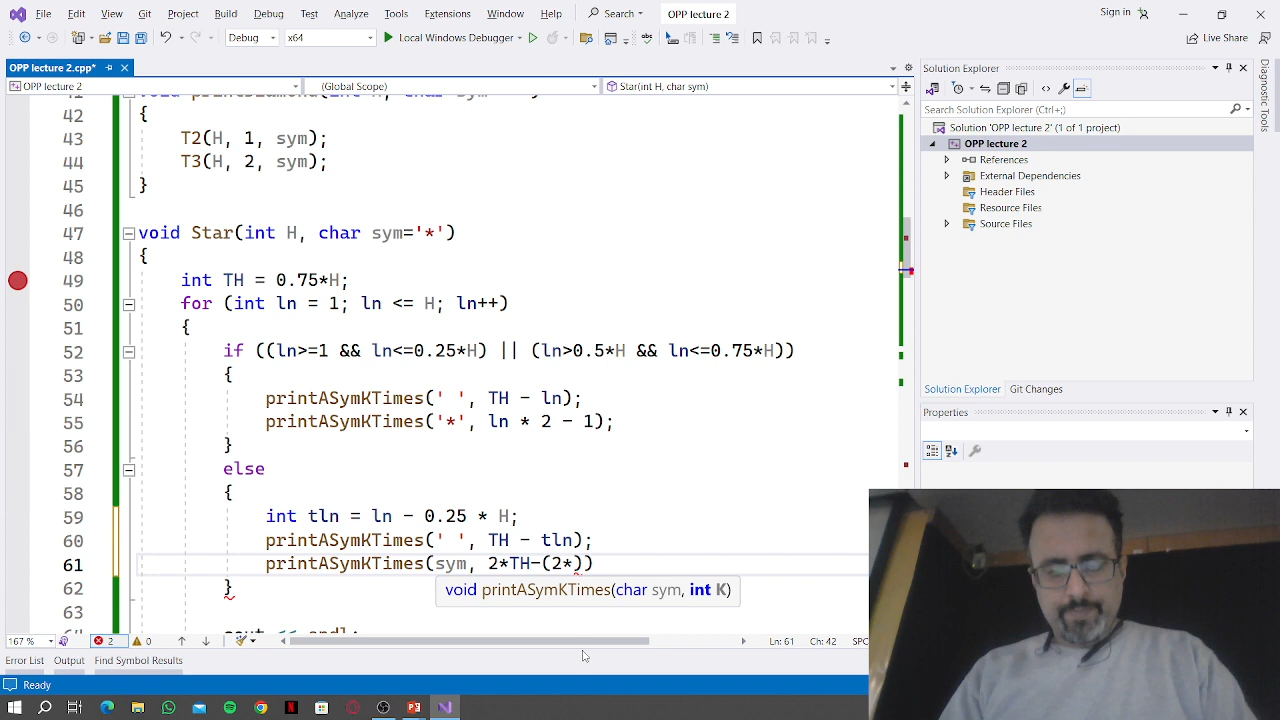 File Edit View Git Project Build Debug Test Analyze Tools Extensions Window Help Search OPP lecture 2 Sign in
Debug x64 Local Windows Debugger Live Share
OPP lecture 2.cpp*
OPP lecture 2 (Global Scope) Star(int H, char sym)
42 {
43 T2(H, 1, sym);
44 T3(H, 2, sym);
45 }
46
47 void Star(int H, char sym='*')
48 {
49 int TH = 0.75*H;
50 for (int ln = 1; ln <= H; ln++)
51 {
52 if ((ln>=1 && ln<=0.25*H) || (ln>0.5*H && ln<=0.75*H))
53 {
54 printASymKTimes(' ', TH - ln);
55 printASymKTimes('*', ln * 2 - 1);
56 }
57 else
58 {
59 int tln = ln - 0.25 * H;
60 printASymKTimes(' ', TH - tln);
61 printASymKTimes(sym, 2*TH-(2*))
62 }
void printASymKTimes(char sym, int K)
63
167 % 2 0 Ln: 61 Ch: 42 SPC
Error List Output Find Symbol Results
Ready
Solution Explorer
Search Solution Explorer (Ctrl+;)
Solution 'OPP lecture 2' (1 of 1 project)
OPP lecture 2
References
External Dependencies
Header Files
Resource Files
Source Files
Solution Explorer Git Changes
Properties
Diagnostic Tools